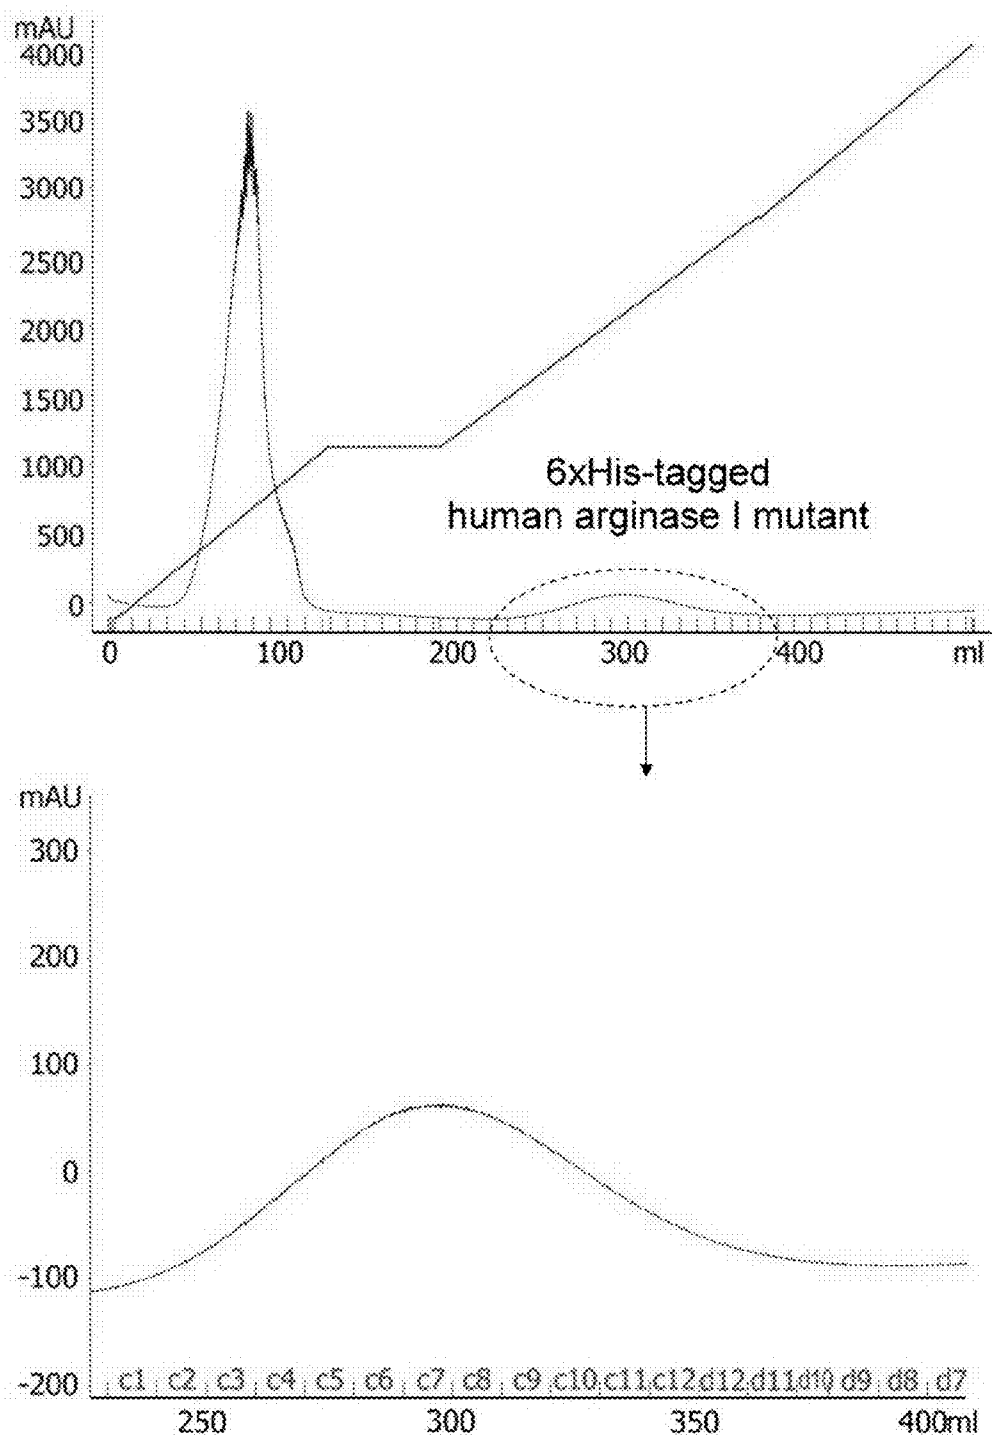 mAU
4000
3500
3000
2500
2000
1500
1000
500
0
6xHis-tagged
human arginase I mutant
0 100 200 300 400 ml
mAU
300
200
100
0
-100
-200
c1 c2 c3 c4 c5 c6 c7 c8 c9 c10 c11 c12 d12 d11 d10 d9 d8 d7
250 300 350 400ml